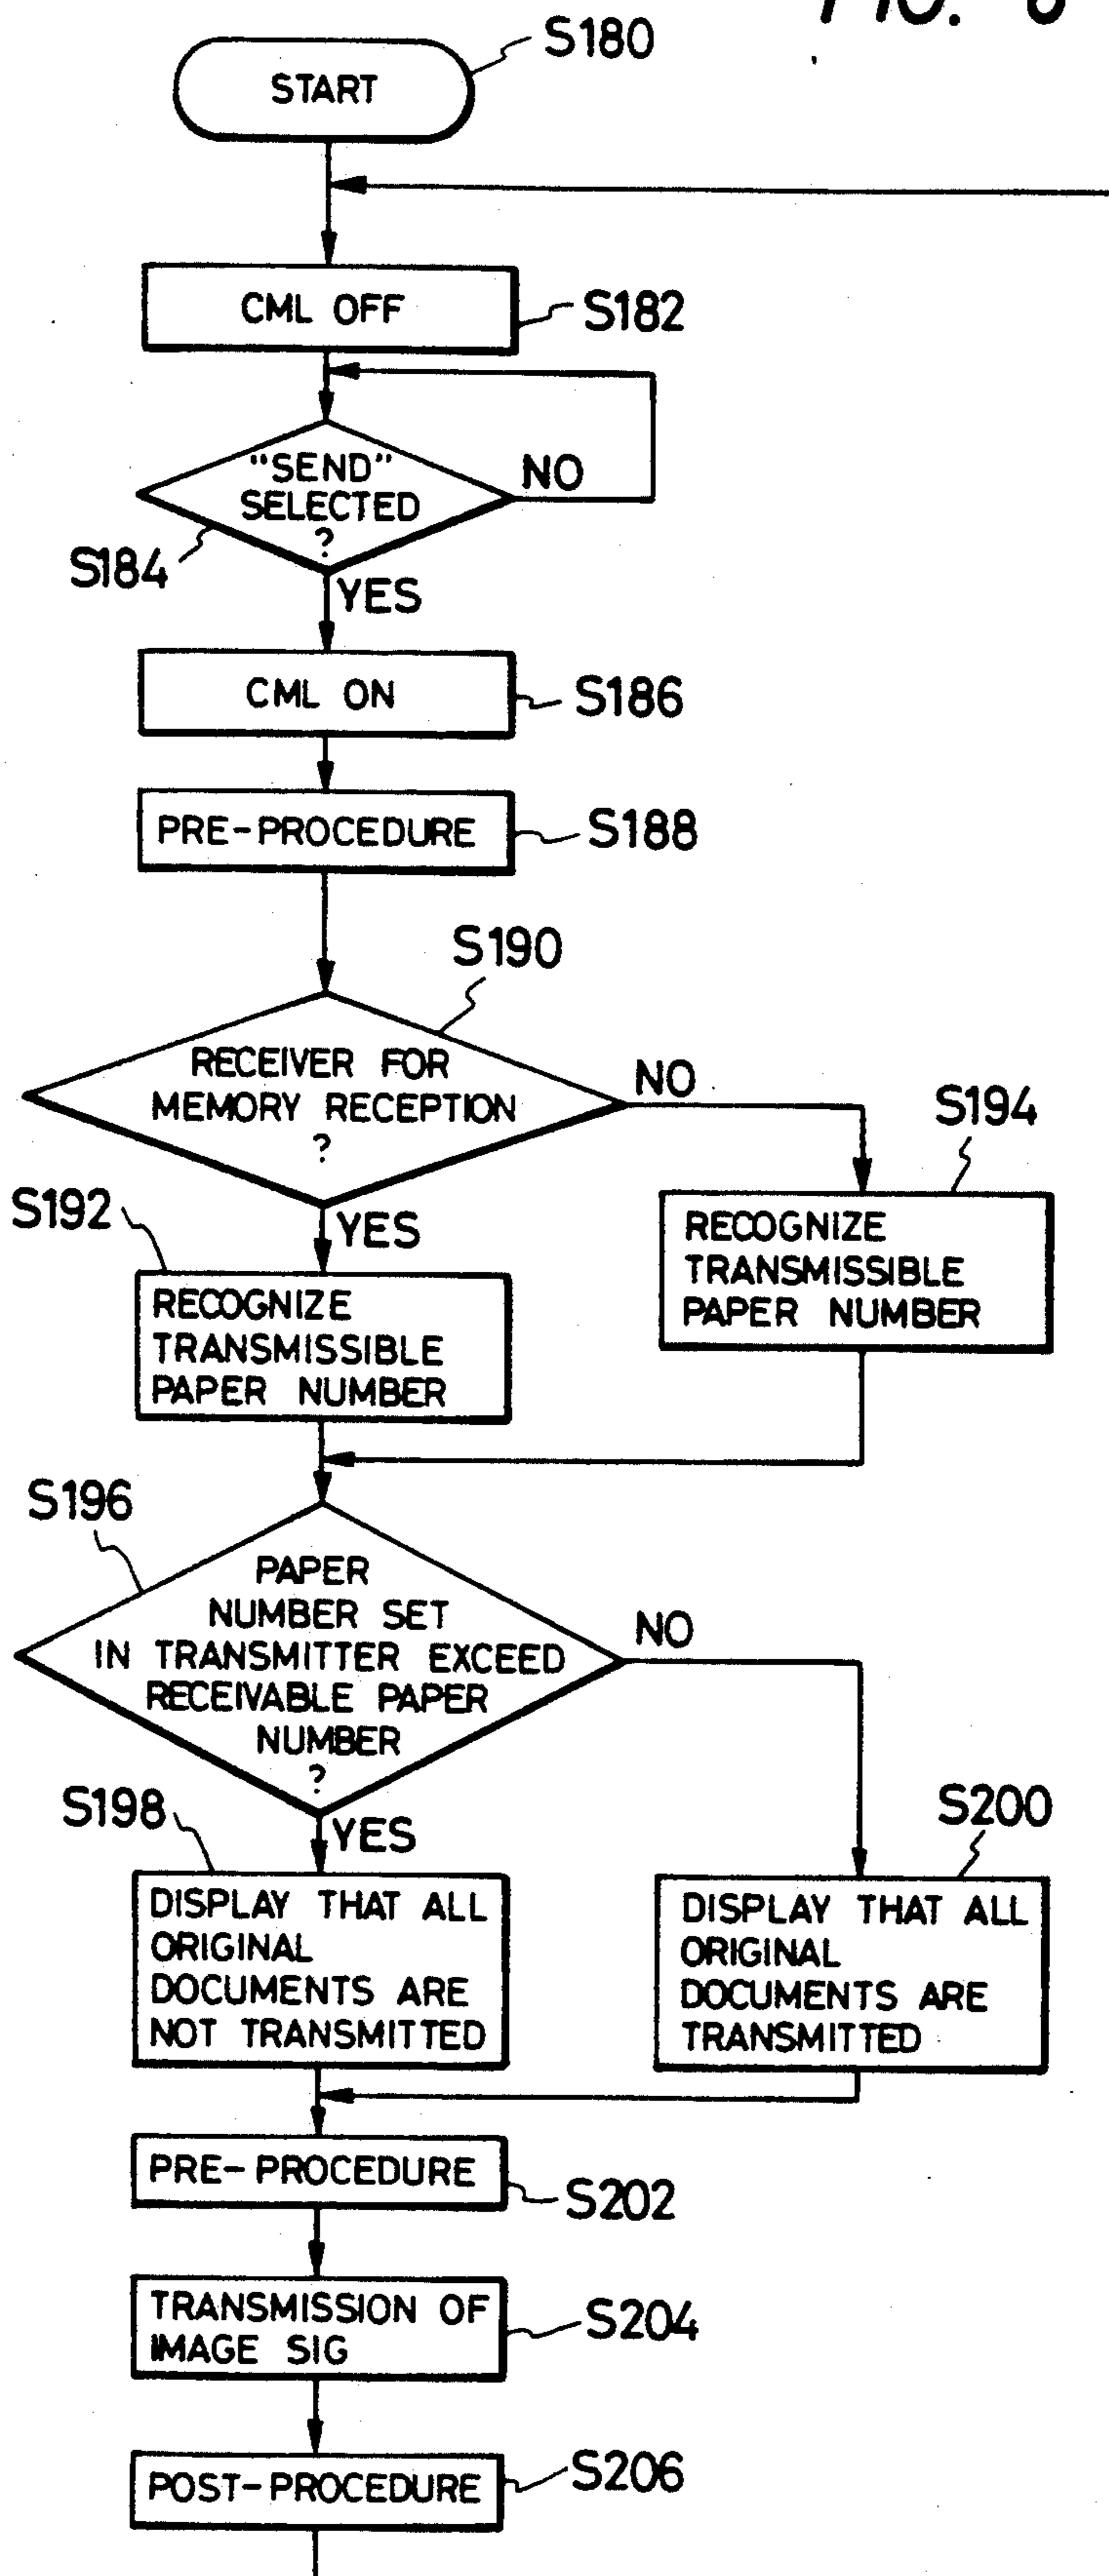 FIG.
S180
START
CML OFF
S182
"SEND"
SELECTED
?
NO
S184
YES
CML ON
S186
PRE-PROCEDURE
S188
S190
RECEIVER FOR
MEMORY RECEPTION
?
NO
S194
S192
YES
RECOGNIZE
TRANSMISSIBLE
PAPER NUMBER
RECOGNIZE
TRANSMISSIBLE
PAPER NUMBER
S196
PAPER
NUMBER SET
IN TRANSMITTER EXCEED
RECEIVABLE PAPER
NUMBER
?
NO
S198
YES
S200
DISPLAY THAT ALL
ORIGINAL
DOCUMENTS ARE
NOT TRANSMITTED
DISPLAY THAT ALL
ORIGINAL
DOCUMENTS ARE
TRANSMITTED
PRE-PROCEDURE
S202
TRANSMISSION OF
IMAGE SIG
S204
POST-PROCEDURE
S206